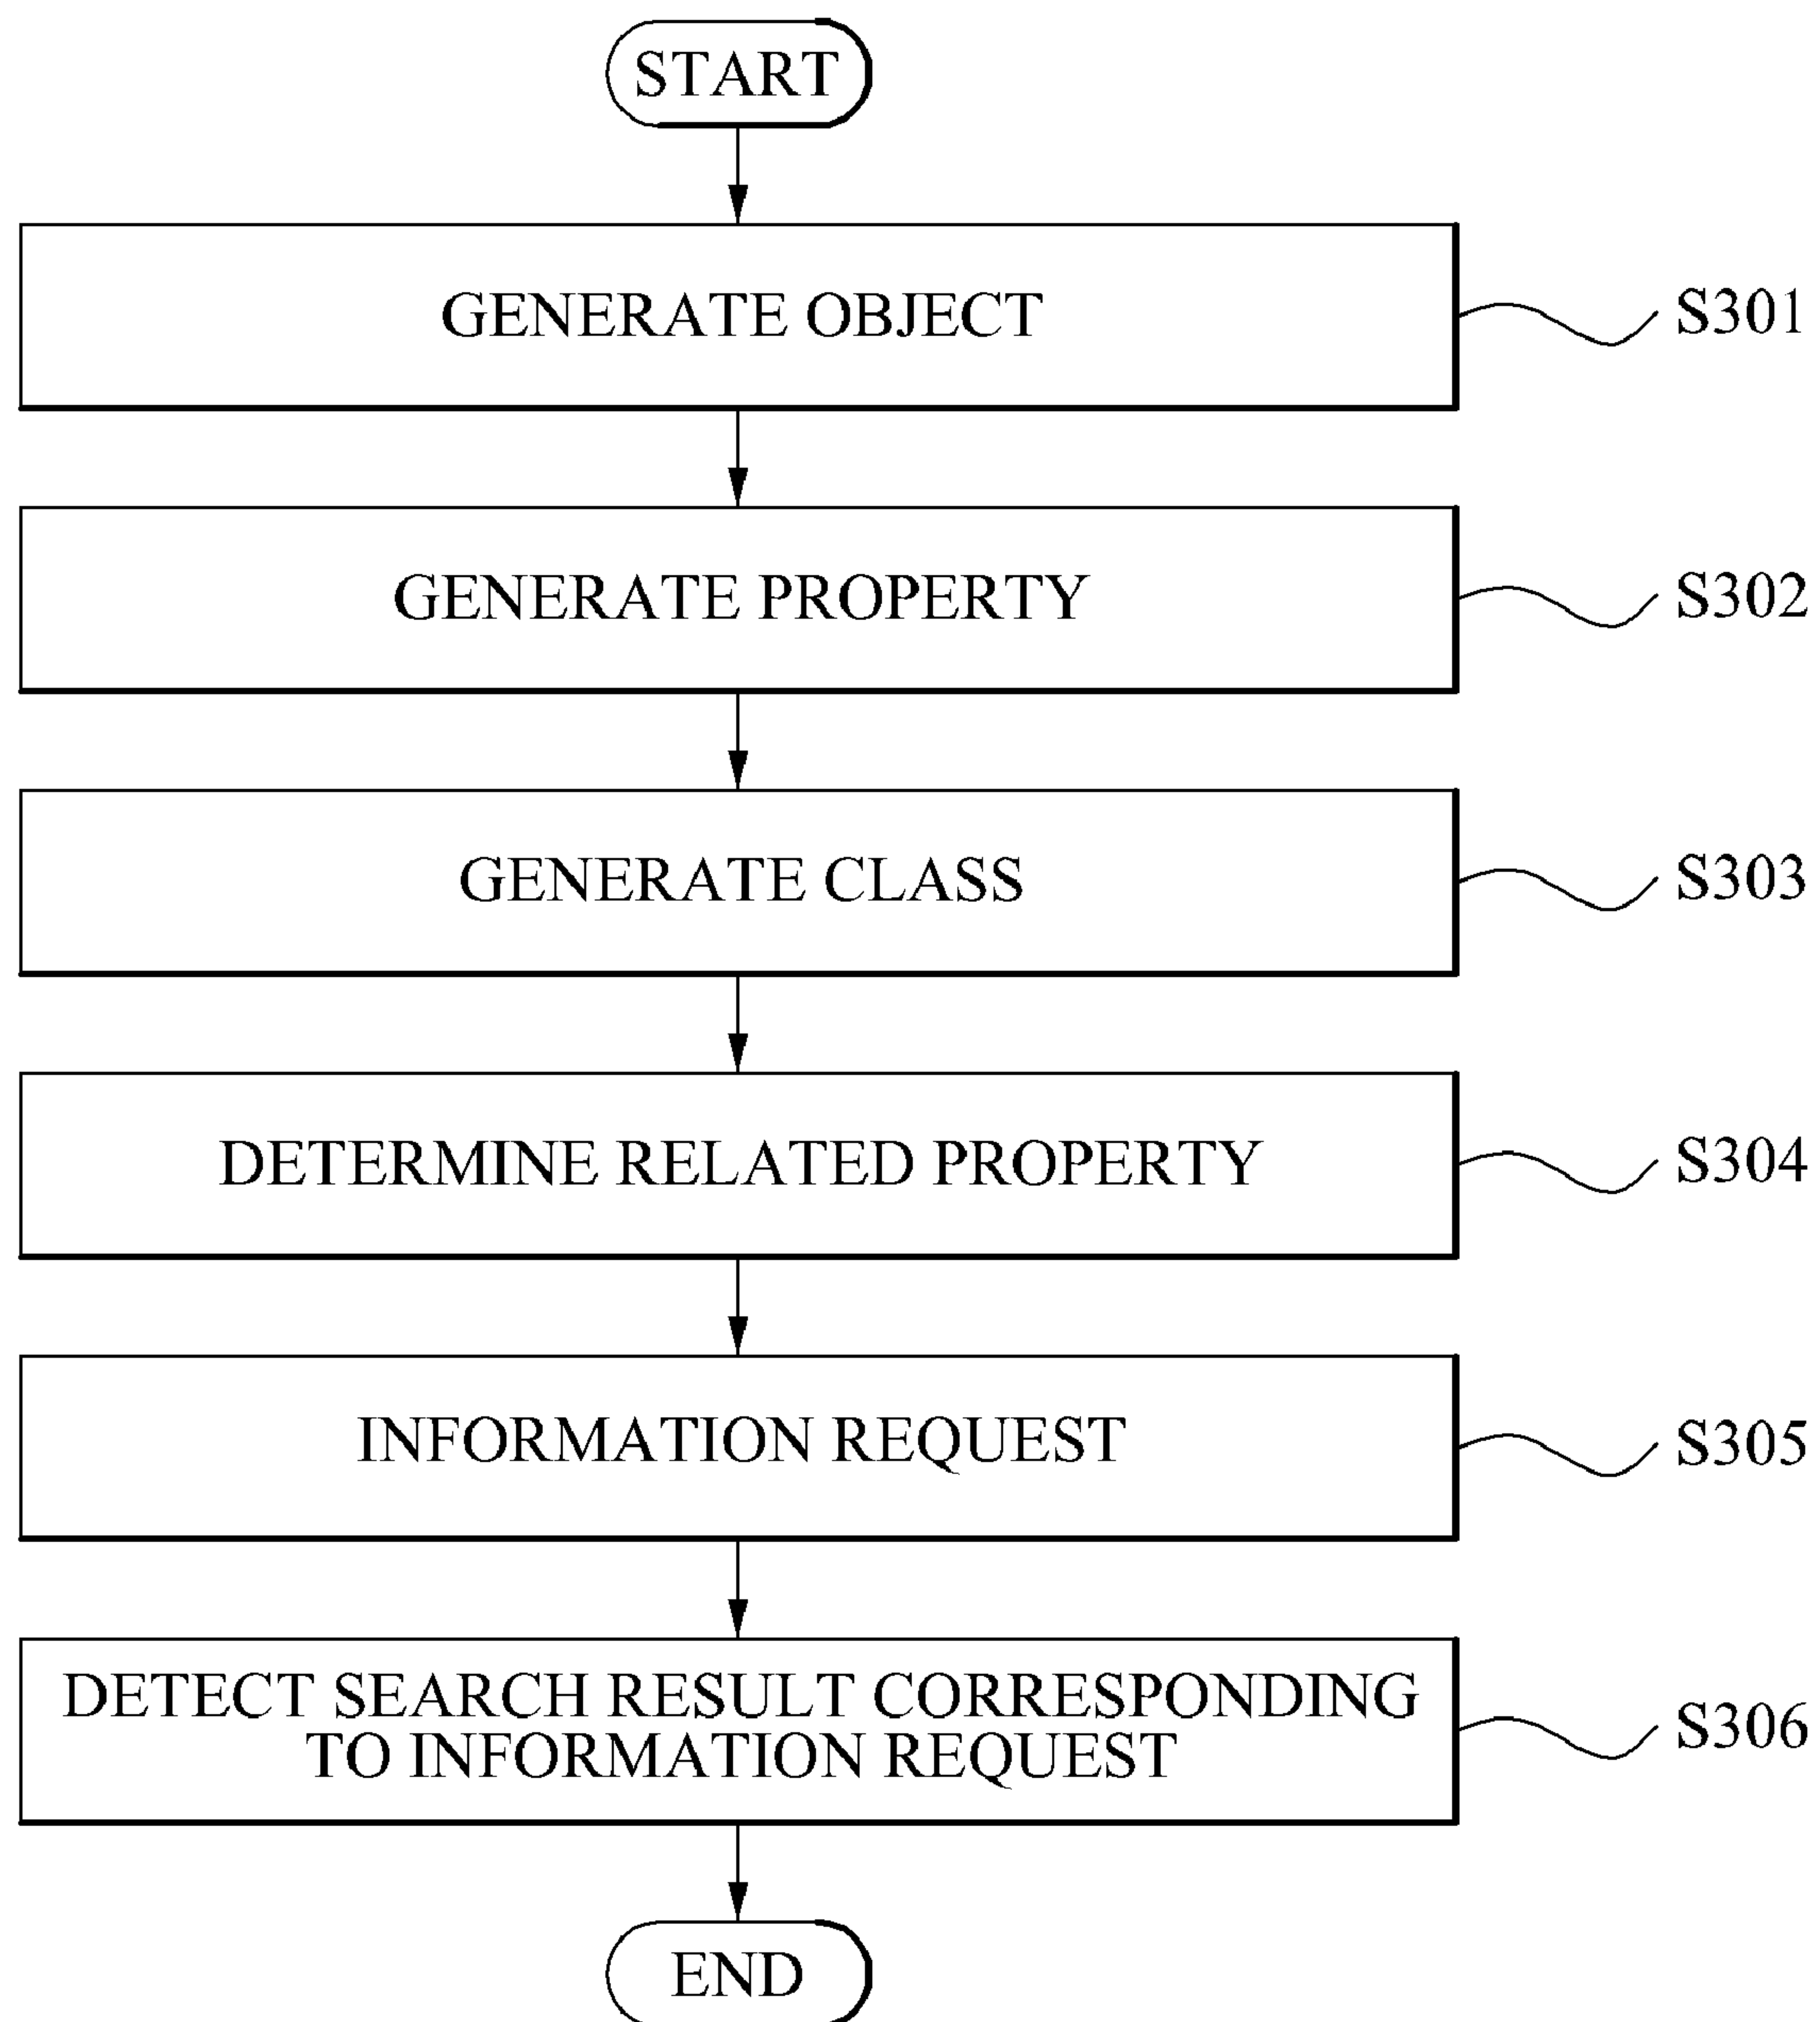 START
GENERATE OBJECT
S301
GENERATE PROPERTY
S302
GENERATE CLASS
S303
DETERMINE RELATED PROPERTY
S304
INFORMATION REQUEST
S305
DETECT SEARCH RESULT CORRESPONDING
TO INFORMATION REQUEST
S306
END